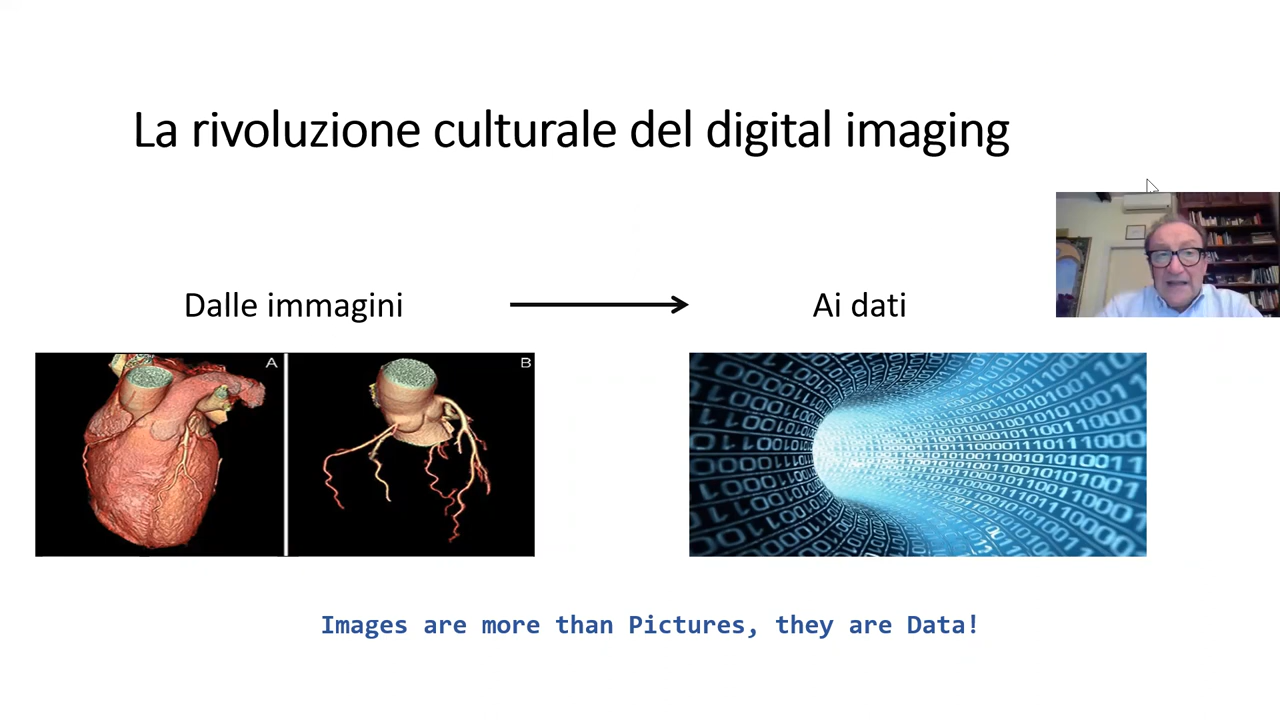 La rivoluzione culturale del digital imaging
Dalle immagini
Ai dati
A
B
Images are more than Pictures, they are Data!